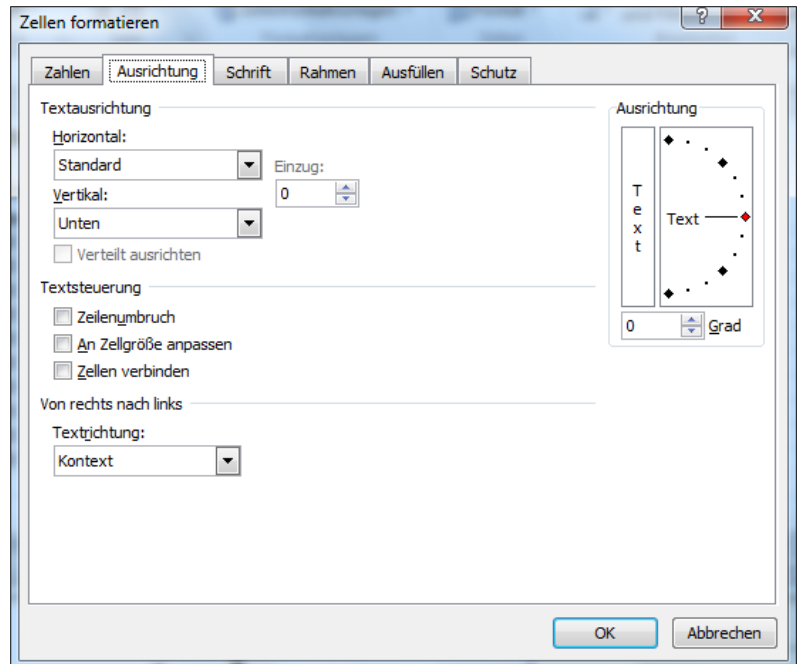 Zellen formatieren
Zahlen Ausrichtung Schrift Rahmen Ausfüllen Schutz
Textausrichtung
Horizontal:
Standard
Einzug:
0
Vertikal:
Unten
Verteilt ausrichten
Textsteuerung
Zeilenumbruch
An Zellgröße anpassen
Zellen verbinden
Von rechts nach links
Textrichtung:
Kontext
Ausrichtung
T
e
x
t
Text
0 Grad
OK Abbrechen